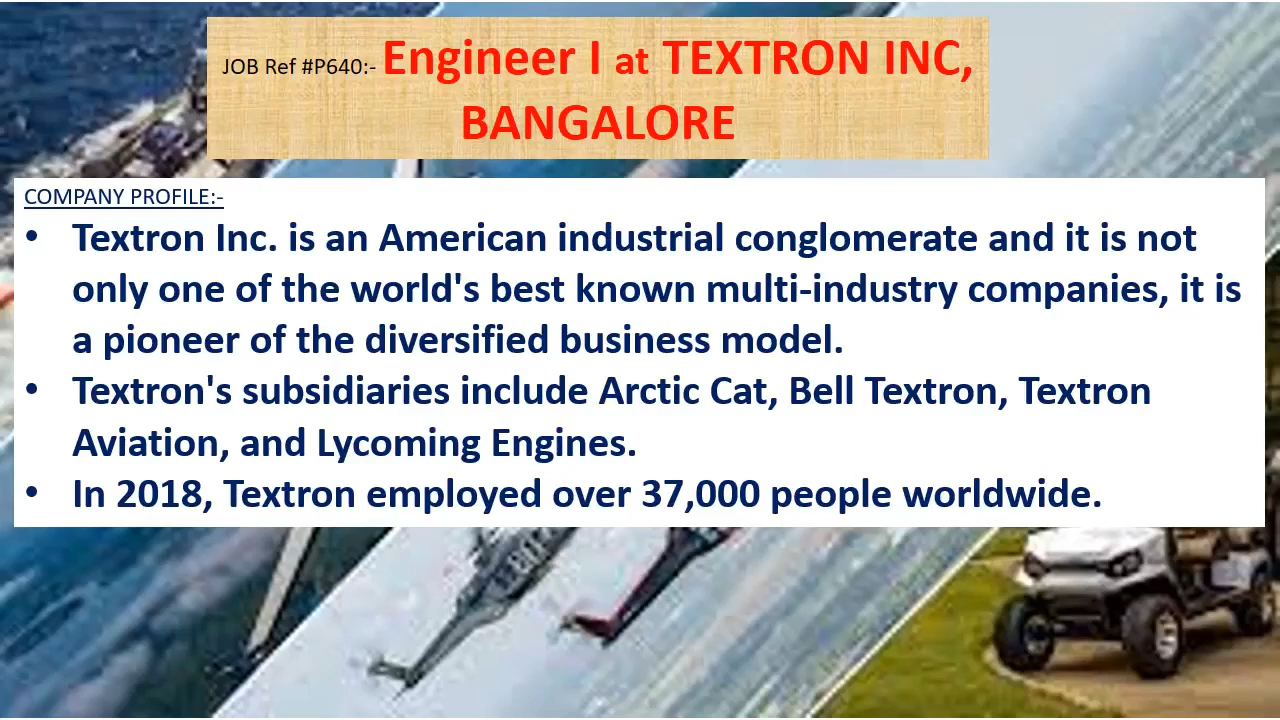 JOB Ref #P640:- Engineer I at TEXTRON INC,
BANGALORE
COMPANY PROFILE:-
• Textron Inc. is an American industrial conglomerate and it is not
only one of the world's best known multi-industry companies, it is
a pioneer of the diversified business model.
• Textron's subsidiaries include Arctic Cat, Bell Textron, Textron
Aviation, and Lycoming Engines.
• In 2018, Textron employed over 37,000 people worldwide.